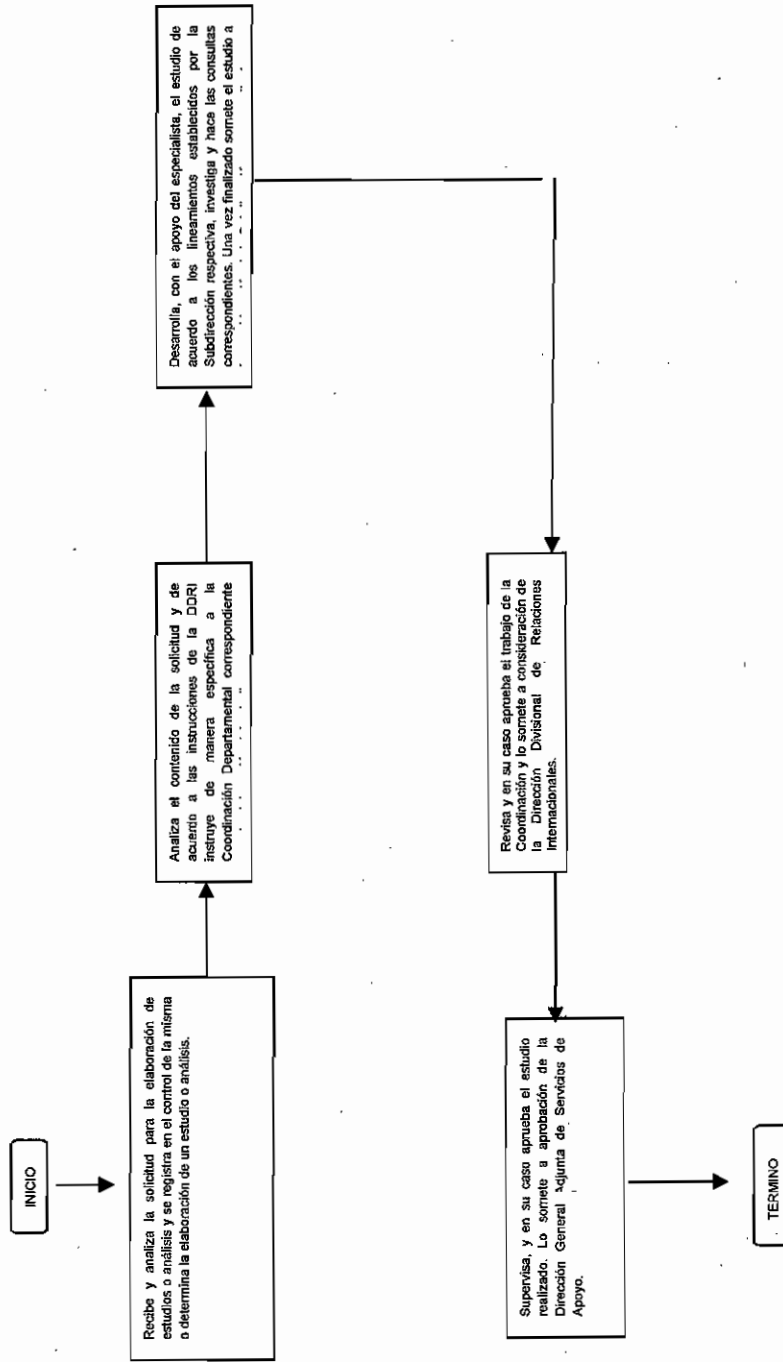 INICIO
Recibe y analiza la solicitud para la elaboración de
estudios o análisis y se registra en el control de la misma
o determina la elaboración de un estudio o análisis.
Analiza el contenido de la solicitud y de
acuerdo a las instrucciones de la DDRI
instruye de manera específica a la
Coordinación Departamental correspondiente
Desarrolla, con el apoyo del especialista, el estudio de
acuerdo a los lineamientos establecidos por la
Subdirección respectiva, investiga y hace las consultas
correspondientes. Una vez finalizado somete el estudio a
Revisa y en su caso aprueba el trabajo de la
Coordinación y lo somete a consideración de
la Dirección Divisional de Relaciones
Internacionales.
Supervisa, y en su caso aprueba el estudio
realizado. Lo somete a aprobación de la
Dirección General Adjunta de Servicios de
Apoyo.
TERMINO